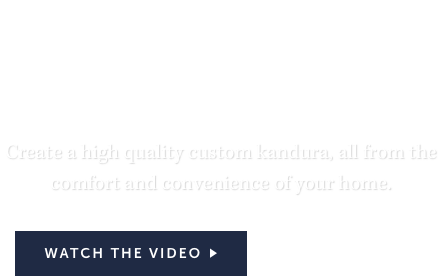 Create a high quality custom kandura, all from the
comfort and convenience of your home.
WATCH THE VIDEO